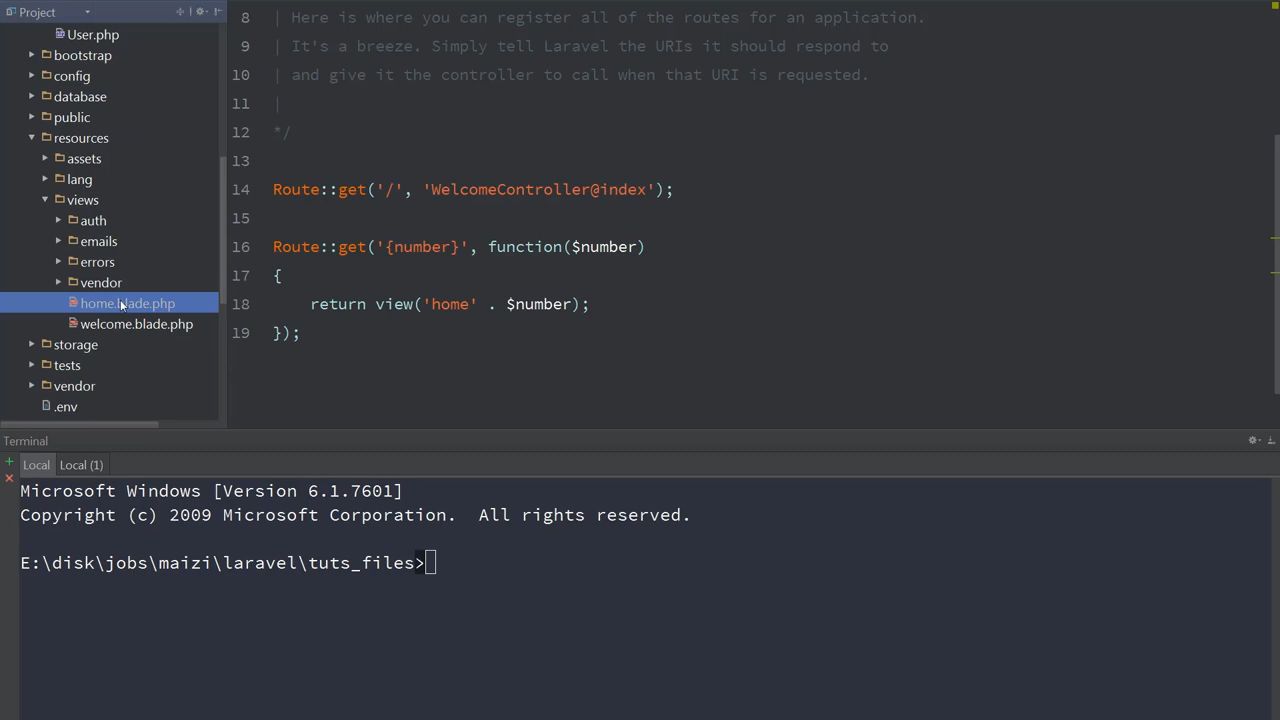 Project
User.php
bootstrap
config
database
public
resources
assets
lang
views
auth
emails
errors
vendor
home.blade.php
welcome.blade.php
storage
tests
vendor
.env
8 | Here is where you can register all of the routes for an application.
9 | It's a breeze. Simply tell Laravel the URIs it should respond to
10 | and give it the controller to call when that URI is requested.
11 |
12 */
13
14 Route::get('/', 'WelcomeController@index');
15
16 Route::get('{number}', function($number)
17 {
18 return view('home' . $number);
19 });
Terminal
Local Local (1)
Microsoft Windows [Version 6.1.7601]
Copyright (c) 2009 Microsoft Corporation. All rights reserved.
E:\disk\jobs\maizi\laravel\tuts_files>